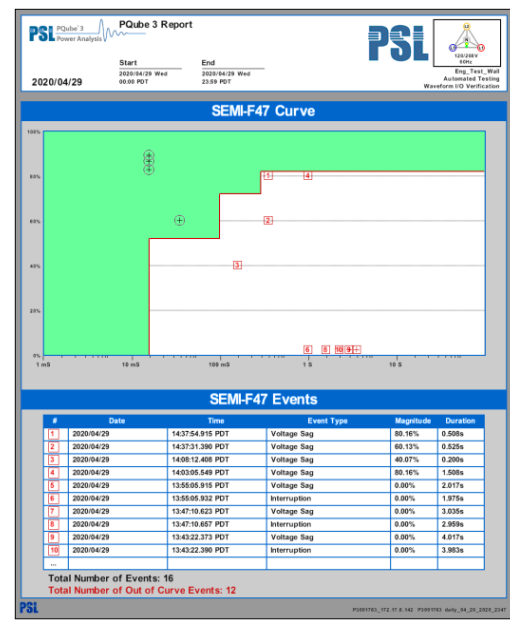 PSL PQube 3 Power Analysis
PQube 3 Report
Start End
2020/04/29 Wed 2020/04/29 Wed
2020/04/29 00:00 PDT 23:59 PDT
PSL
120/208V
60Hz
Eng_Test_Wall
Automated Testing
Waveform I/O Verification
SEMI-F47 Curve
100%
80%
60%
40%
20%
0%
1 4
2
3
6 8 10 9
1 mS 10 mS 100 mS 1 S 10 S
SEMI-F47 Events
# Date Time Event Type Magnitude Duration
1 2020/04/29 14:37:54.915 PDT Voltage Sag 80.16% 0.508s
2 2020/04/29 14:37:31.390 PDT Voltage Sag 60.13% 0.525s
3 2020/04/29 14:08:12.408 PDT Voltage Sag 40.07% 0.200s
4 2020/04/29 14:03:05.549 PDT Voltage Sag 80.16% 1.508s
5 2020/04/29 13:55:05.915 PDT Voltage Sag 0.00% 2.017s
6 2020/04/29 13:55:05.932 PDT Interruption 0.00% 1.975s
7 2020/04/29 13:47:10.623 PDT Voltage Sag 0.00% 3.035s
8 2020/04/29 13:47:10.657 PDT Voltage Sag 0.00% 2.959s
9 2020/04/29 13:43:22.373 PDT Voltage Sag 0.00% 4.017s
10 2020/04/29 13:43:22.390 PDT Interruption 0.00% 3.983s
...
Total Number of Events: 16
Total Number of Out of Curve Events: 12
PSL